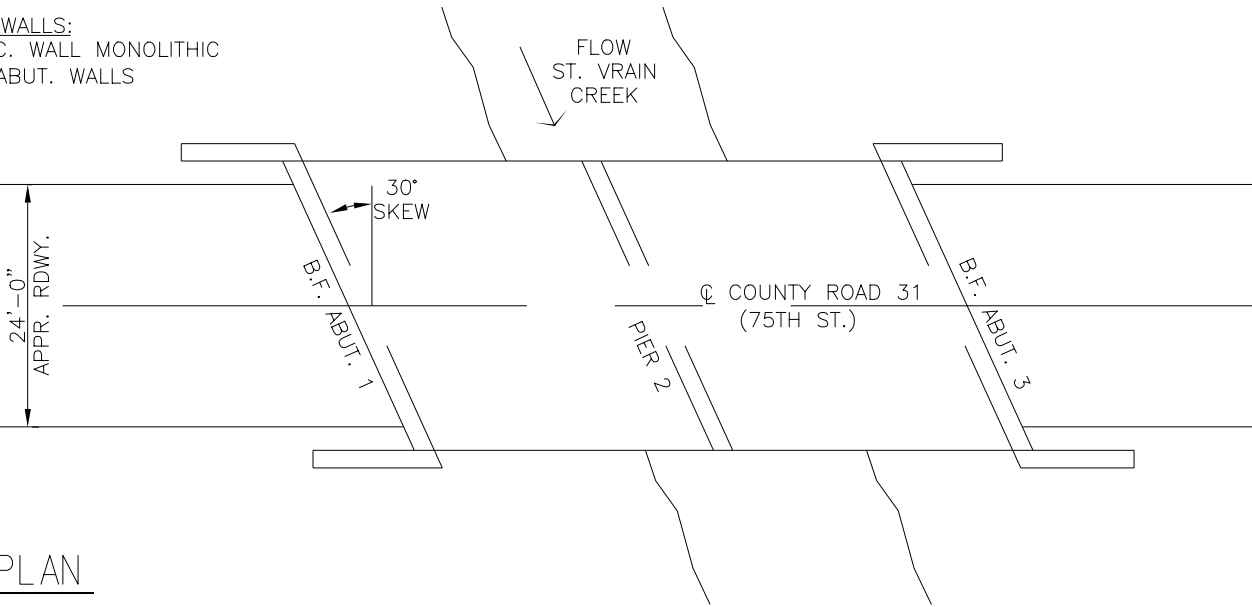 WALLS:
C. WALL MONOLITHIC
ABUT. WALLS
FLOW
ST. VRAIN
CREEK
30°
SKEW
24'-0"
APPR. RDWY.
B.F. ABUT. 1
PIER 2
℄ COUNTY ROAD 31
(75TH ST.)
B.F. ABUT. 3
PLAN